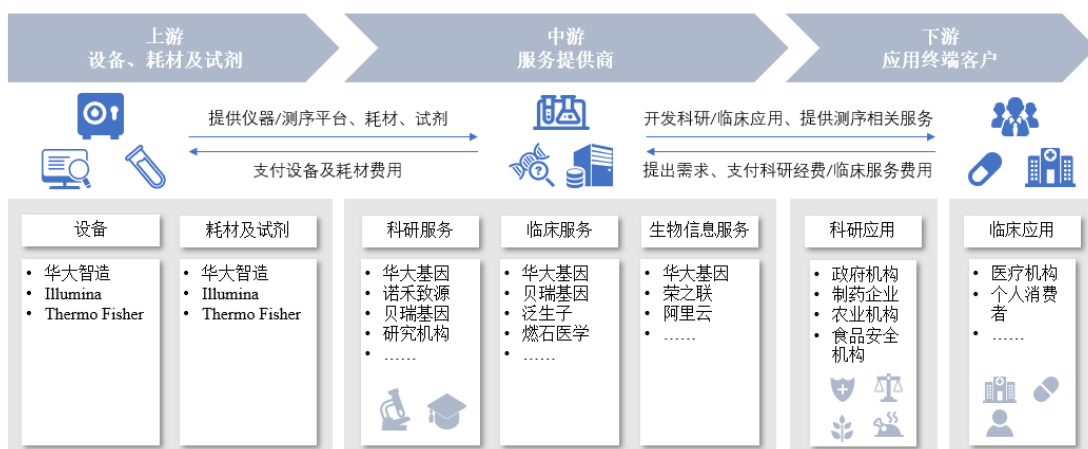 上游
设备、耗材及试剂
中游
服务提供商
下游
应用终端客户
提供仪器/测序平台、耗材、试剂
支付设备及耗材费用
开发科研/临床应用、提供测序相关服务
提出需求、支付科研经费/临床服务费用
设备
• 华大智造
• Illumina
• Thermo Fisher
耗材及试剂
• 华大智造
• Illumina
• Thermo Fisher
科研服务
• 华大基因
• 诺禾致源
• 贝瑞基因
• 研究机构
• ……
临床服务
• 华大基因
• 贝瑞基因
• 泛生子
• 燃石医学
• ……
生物信息服务
• 华大基因
• 荣之联
• 阿里云
• ……
科研应用
• 政府机构
• 制药企业
• 农业机构
• 食品安全
机构
临床应用
• 医疗机构
• 个人消费
者
• ……